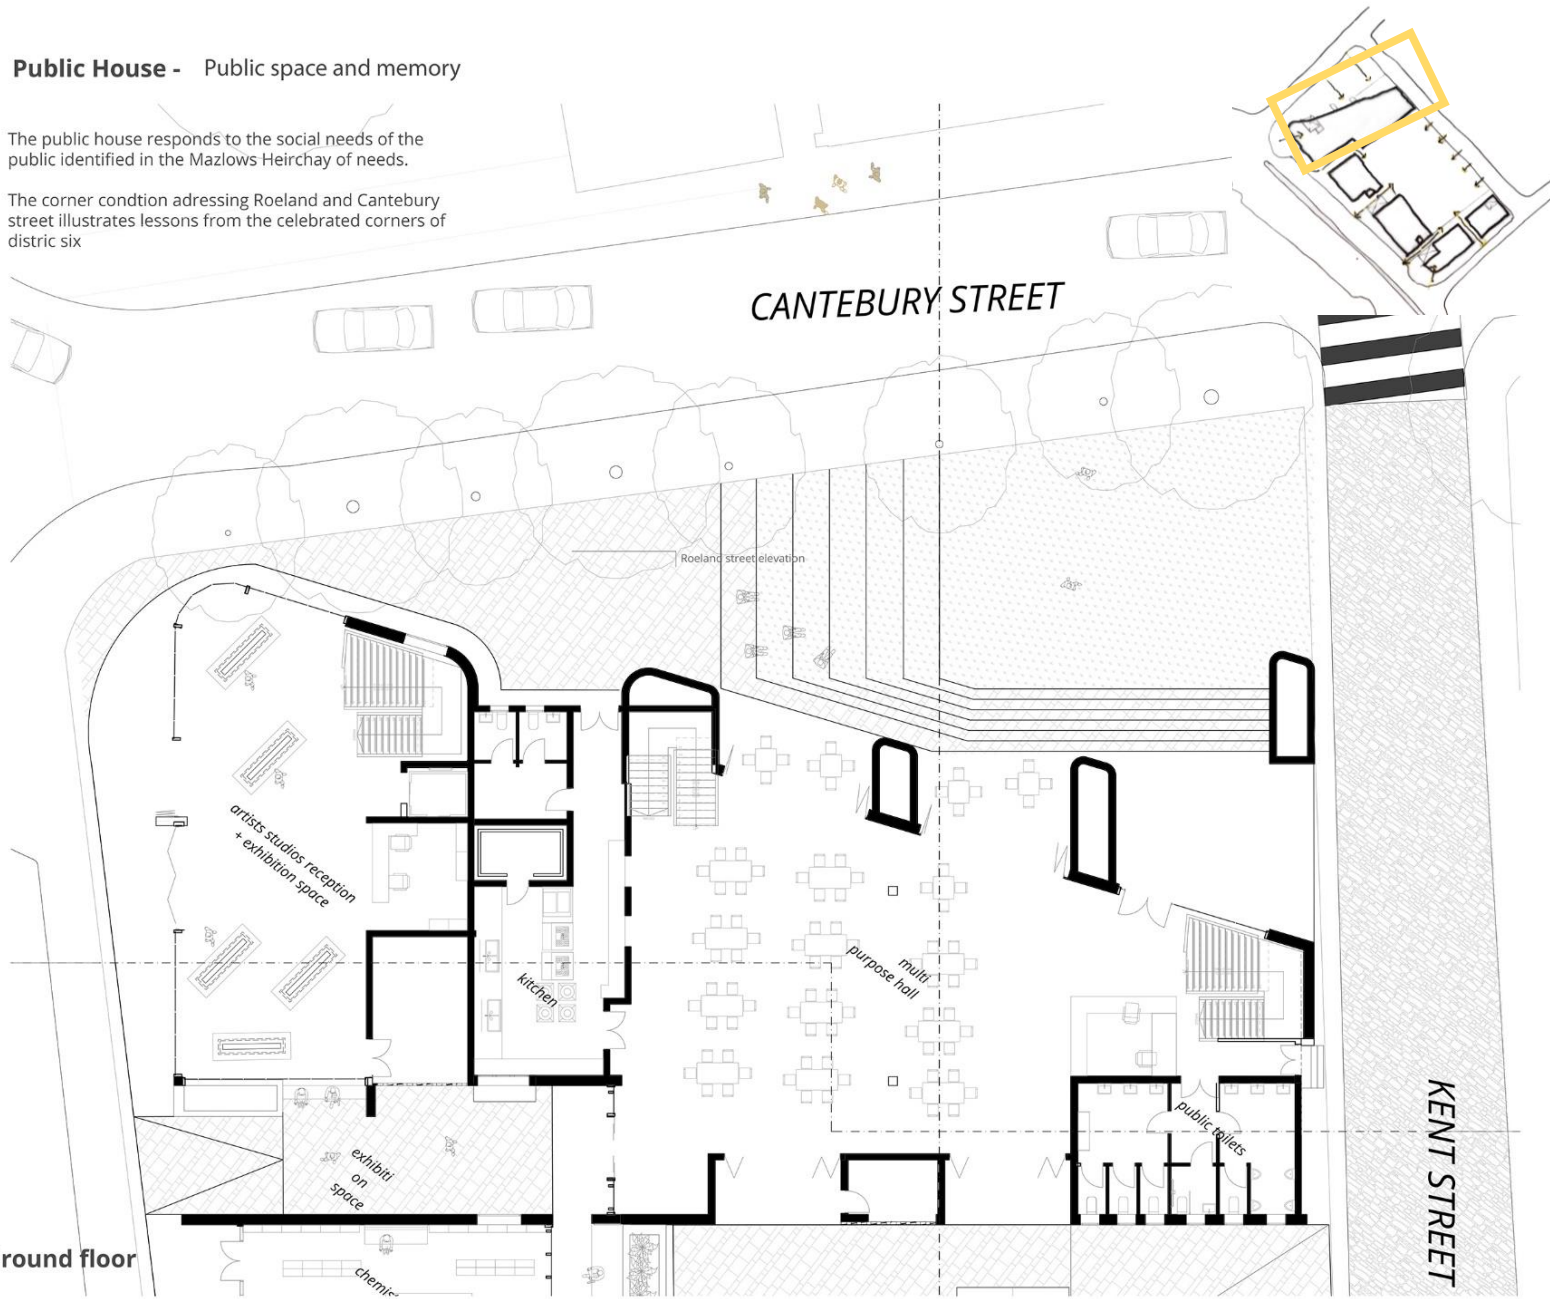 Public House - Public space and memory
The public house responds to the social needs of the
public identified in the Mazlows Heirchay of needs.
The corner condtion adressing Roeland and Cantebury
street illustrates lessons from the celebrated corners of
distric six
CANTEBURY STREET
Roeland street elevation
artists studios reception
+ exhibition space
kitchen
multi
purpose hall
public toilets
KENT STREET
exhibiti
on
space
round floor
chemis